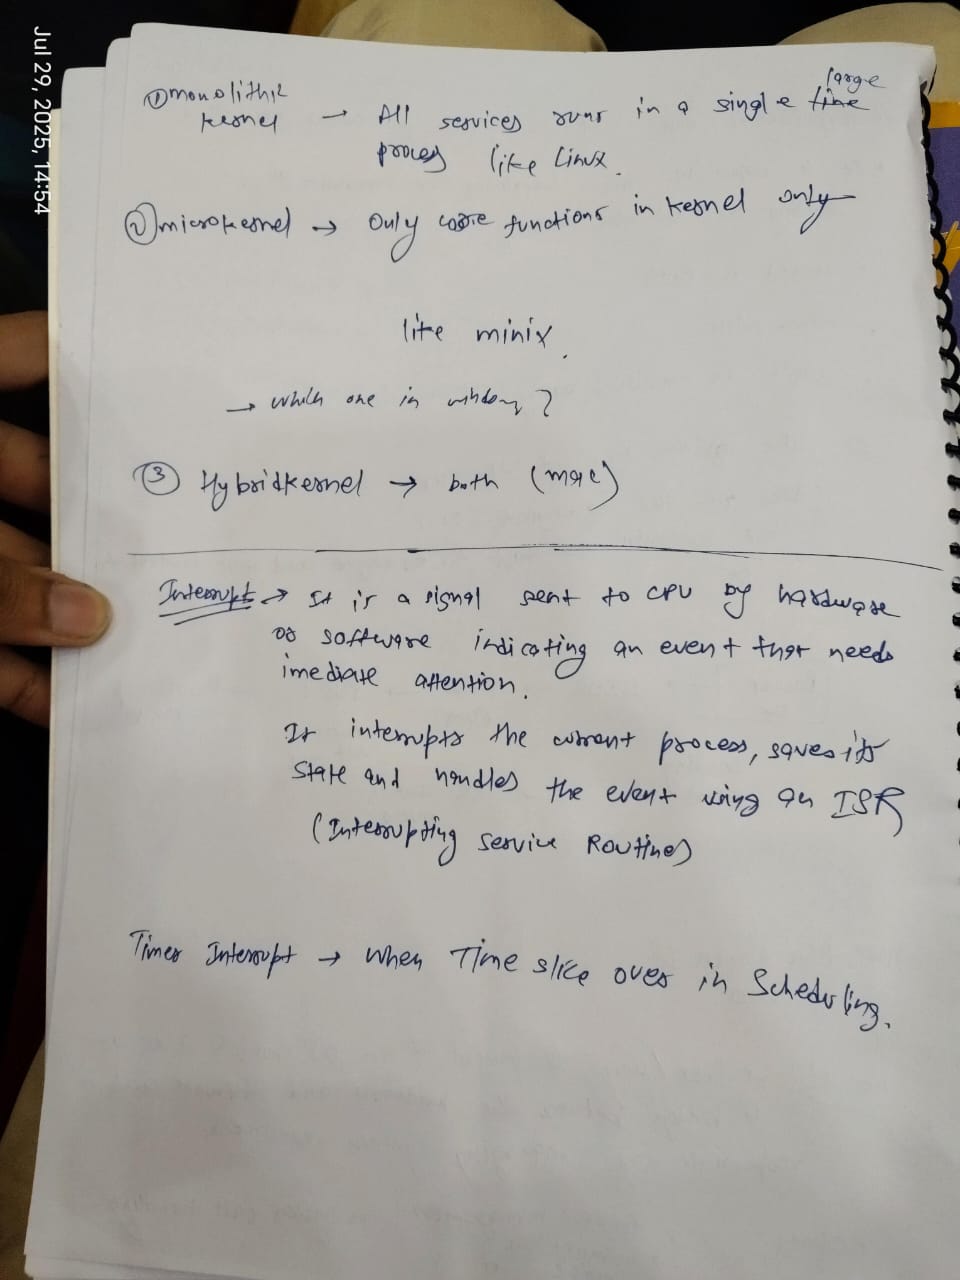 Jul 29, 2025, 14:54
① monolithic
kernel → All services runs in a single large
process like Linux.
② microkernel → Only core functions in kernel only
like minix.
→ which one in window?
③ Hybridkernel → both (mac)
Interrupt → It is a signal sent to CPU by hardware
or software indicating an event that needs
imediate attention.
It interrupts the current process, saves its
state and handles the event using an ISR
(Interrupting Service Routines)
Timer Interrupt → When Time slice over in Scheduling.